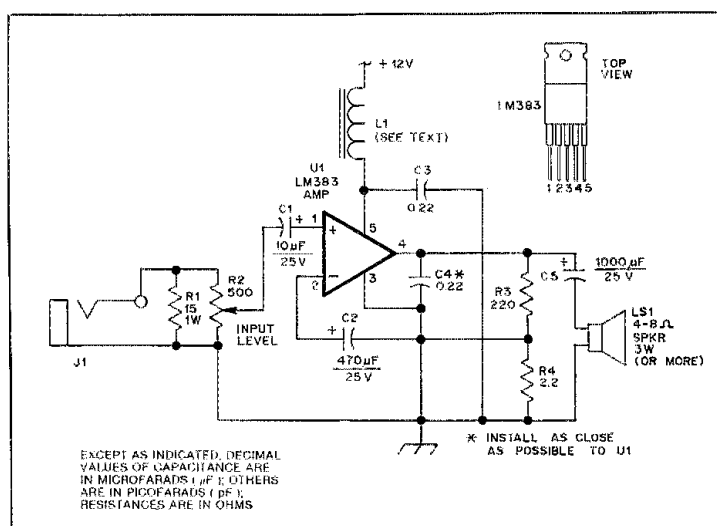 + 12V
TOP
VIEW
LM383
L1
(SEE TEXT)
U1
LM383
AMP
C3
0.22
1 2 3 4 5
C1
+
1
+
5
4
10µF
25V
2
−
3
C4*
0.22
R3
220
+
1000µF
25V
C5
R2
500
R1
15
1W
INPUT
LEVEL
J1
+
C2
470µF
25V
LS1
4-8Ω
SPKR
3W
(OR MORE)
R4
2.2
* INSTALL AS CLOSE
AS POSSIBLE TO U1
EXCEPT AS INDICATED, DECIMAL
VALUES OF CAPACITANCE ARE
IN MICROFARADS ( µF ); OTHERS
ARE IN PICOFARADS ( pF );
RESISTANCES ARE IN OHMS